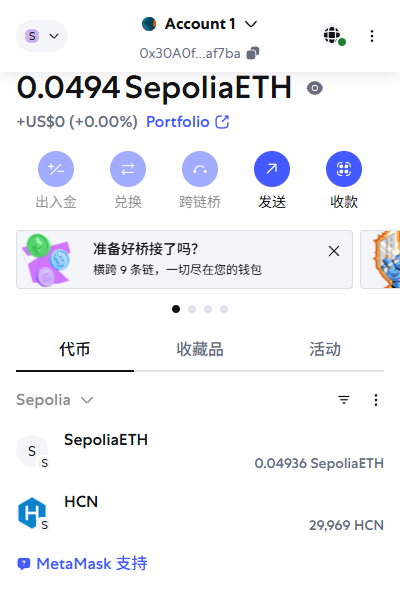 S
Account 1
0x30A0f...af7ba
0.0494 SepoliaETH
+US$0 (+0.00%) Portfolio
出入金 兑换 跨链桥 发送 收款
准备好桥接了吗？
横跨 9 条链，一切尽在您的钱包
代币 收藏品 活动
Sepolia
S
S
SepoliaETH
0.04936 SepoliaETH
H
S
HCN
29,969 HCN
MetaMask 支持